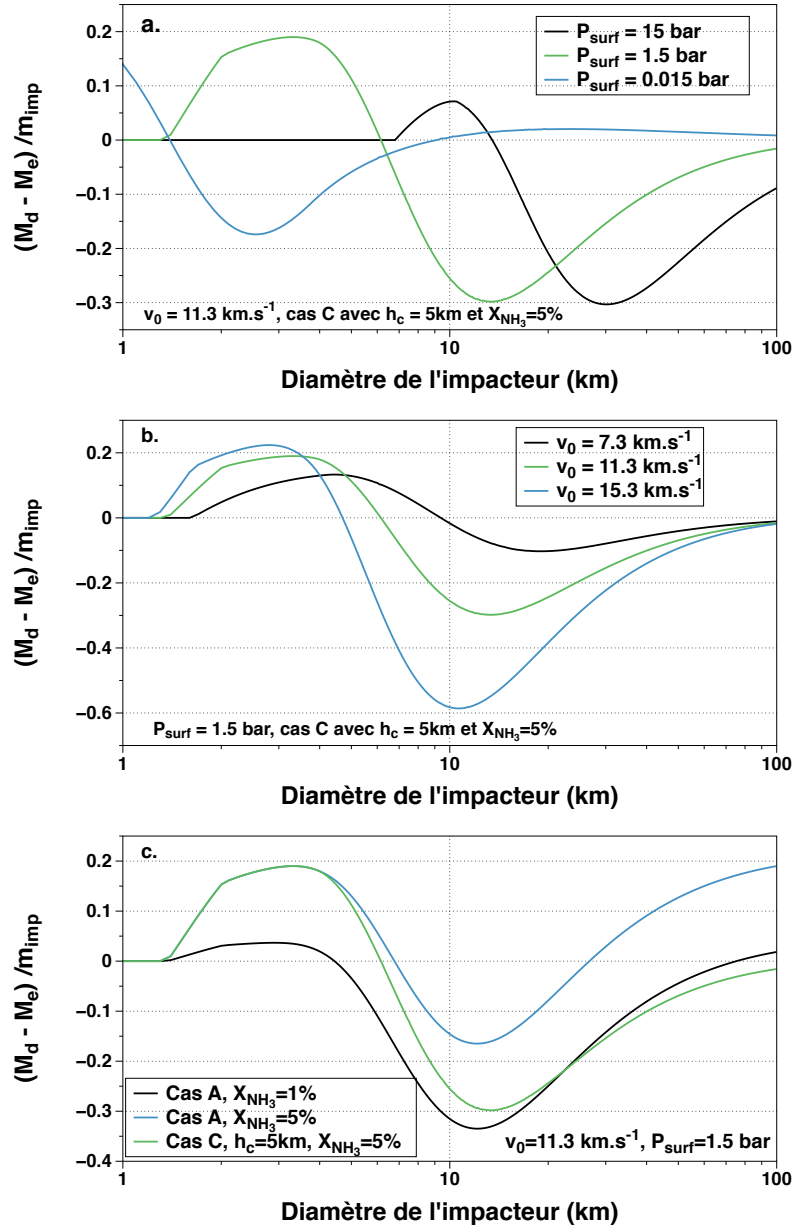 a.
P_surf = 15 bar
P_surf = 1.5 bar
P_surf = 0.015 bar
(M_d - M_e) /m_imp
0.2
0.1
0
−0.1
−0.2
−0.3
v_0 = 11.3 km.s^-1, cas C avec h_c = 5km et X_NH_3=5%
1
10
100
Diamètre de l'impacteur (km)
b.
v_0 = 7.3 km.s^-1
v_0 = 11.3 km.s^-1
v_0 = 15.3 km.s^-1
(M_d - M_e) /m_imp
0.2
0
−0.2
−0.4
−0.6
P_surf = 1.5 bar, cas C avec h_c = 5km et X_NH_3=5%
1
10
100
Diamètre de l'impacteur (km)
c.
(M_d - M_e) /m_imp
0.2
0.1
0
−0.1
−0.2
−0.3
−0.4
Cas A, X_NH_3=1%
Cas A, X_NH_3=5%
Cas C, h_c=5km, X_NH_3=5%
v_0=11.3 km.s^-1, P_surf=1.5 bar
1
10
100
Diamètre de l'impacteur (km)